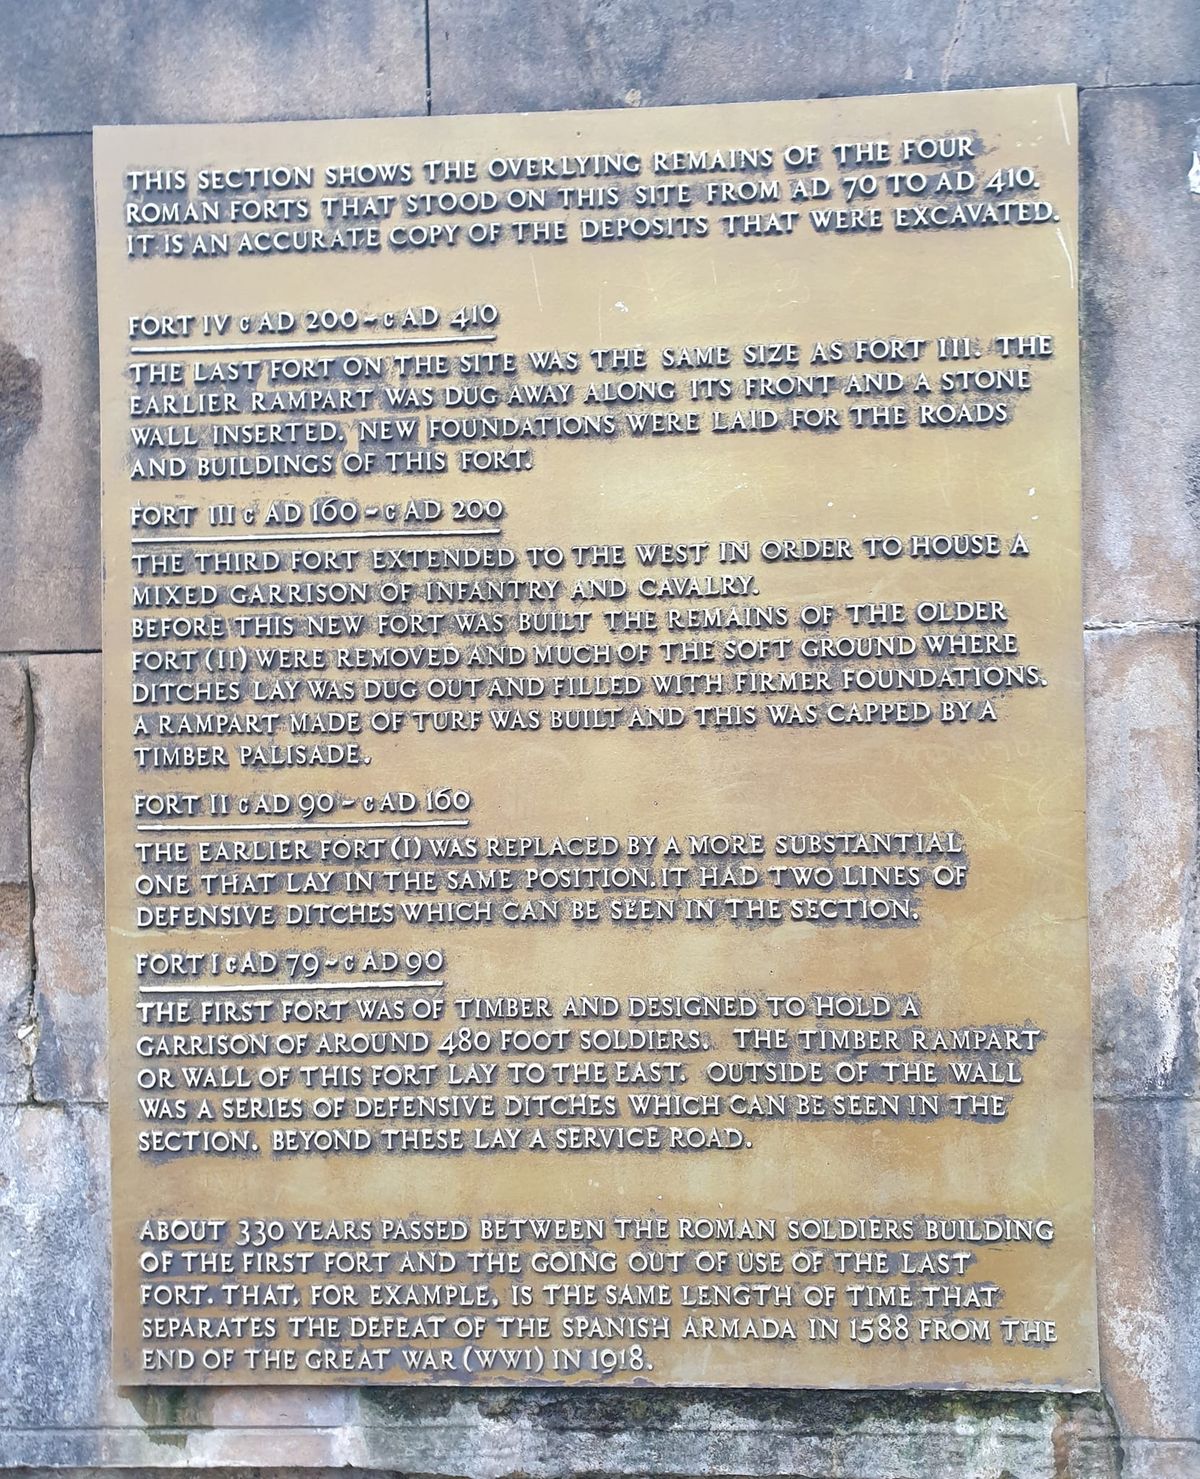 THIS SECTION SHOWS THE OVERLYING REMAINS OF THE FOUR
ROMAN FORTS THAT STOOD ON THIS SITE FROM AD 70 TO AD 410.
IT IS AN ACCURATE COPY OF THE DEPOSITS THAT WERE EXCAVATED.
FORT IV c AD 200 - c AD 410
THE LAST FORT ON THE SITE WAS THE SAME SIZE AS FORT III. THE
EARLIER RAMPART WAS DUG AWAY ALONG ITS FRONT AND A STONE
WALL INSERTED. NEW FOUNDATIONS WERE LAID FOR THE ROADS
AND BUILDINGS OF THIS FORT.
FORT III c AD 160 - c AD 200
THE THIRD FORT EXTENDED TO THE WEST IN ORDER TO HOUSE A
MIXED GARRISON OF INFANTRY AND CAVALRY.
BEFORE THIS NEW FORT WAS BUILT THE REMAINS OF THE OLDER
FORT (II) WERE REMOVED AND MUCH OF THE SOFT GROUND WHERE
DITCHES LAY WAS DUG OUT AND FILLED WITH FIRMER FOUNDATIONS.
A RAMPART MADE OF TURF WAS BUILT AND THIS WAS CAPPED BY A
TIMBER PALISADE.
FORT II c AD 90 - c AD 160
THE EARLIER FORT (I) WAS REPLACED BY A MORE SUBSTANTIAL
ONE THAT LAY IN THE SAME POSITION. IT HAD TWO LINES OF
DEFENSIVE DITCHES WHICH CAN BE SEEN IN THE SECTION.
FORT I c AD 79 - c AD 90
THE FIRST FORT WAS OF TIMBER AND DESIGNED TO HOLD A
GARRISON OF AROUND 480 FOOT SOLDIERS. THE TIMBER RAMPART
OR WALL OF THIS FORT LAY TO THE EAST. OUTSIDE OF THE WALL
WAS A SERIES OF DEFENSIVE DITCHES WHICH CAN BE SEEN IN THE
SECTION. BEYOND THESE LAY A SERVICE ROAD.
ABOUT 330 YEARS PASSED BETWEEN THE ROMAN SOLDIERS BUILDING
OF THE FIRST FORT AND THE GOING OUT OF USE OF THE LAST
FORT. THAT, FOR EXAMPLE, IS THE SAME LENGTH OF TIME THAT
SEPARATES THE DEFEAT OF THE SPANISH ARMADA IN 1588 FROM THE
END OF THE GREAT WAR (WWI) IN 1918.